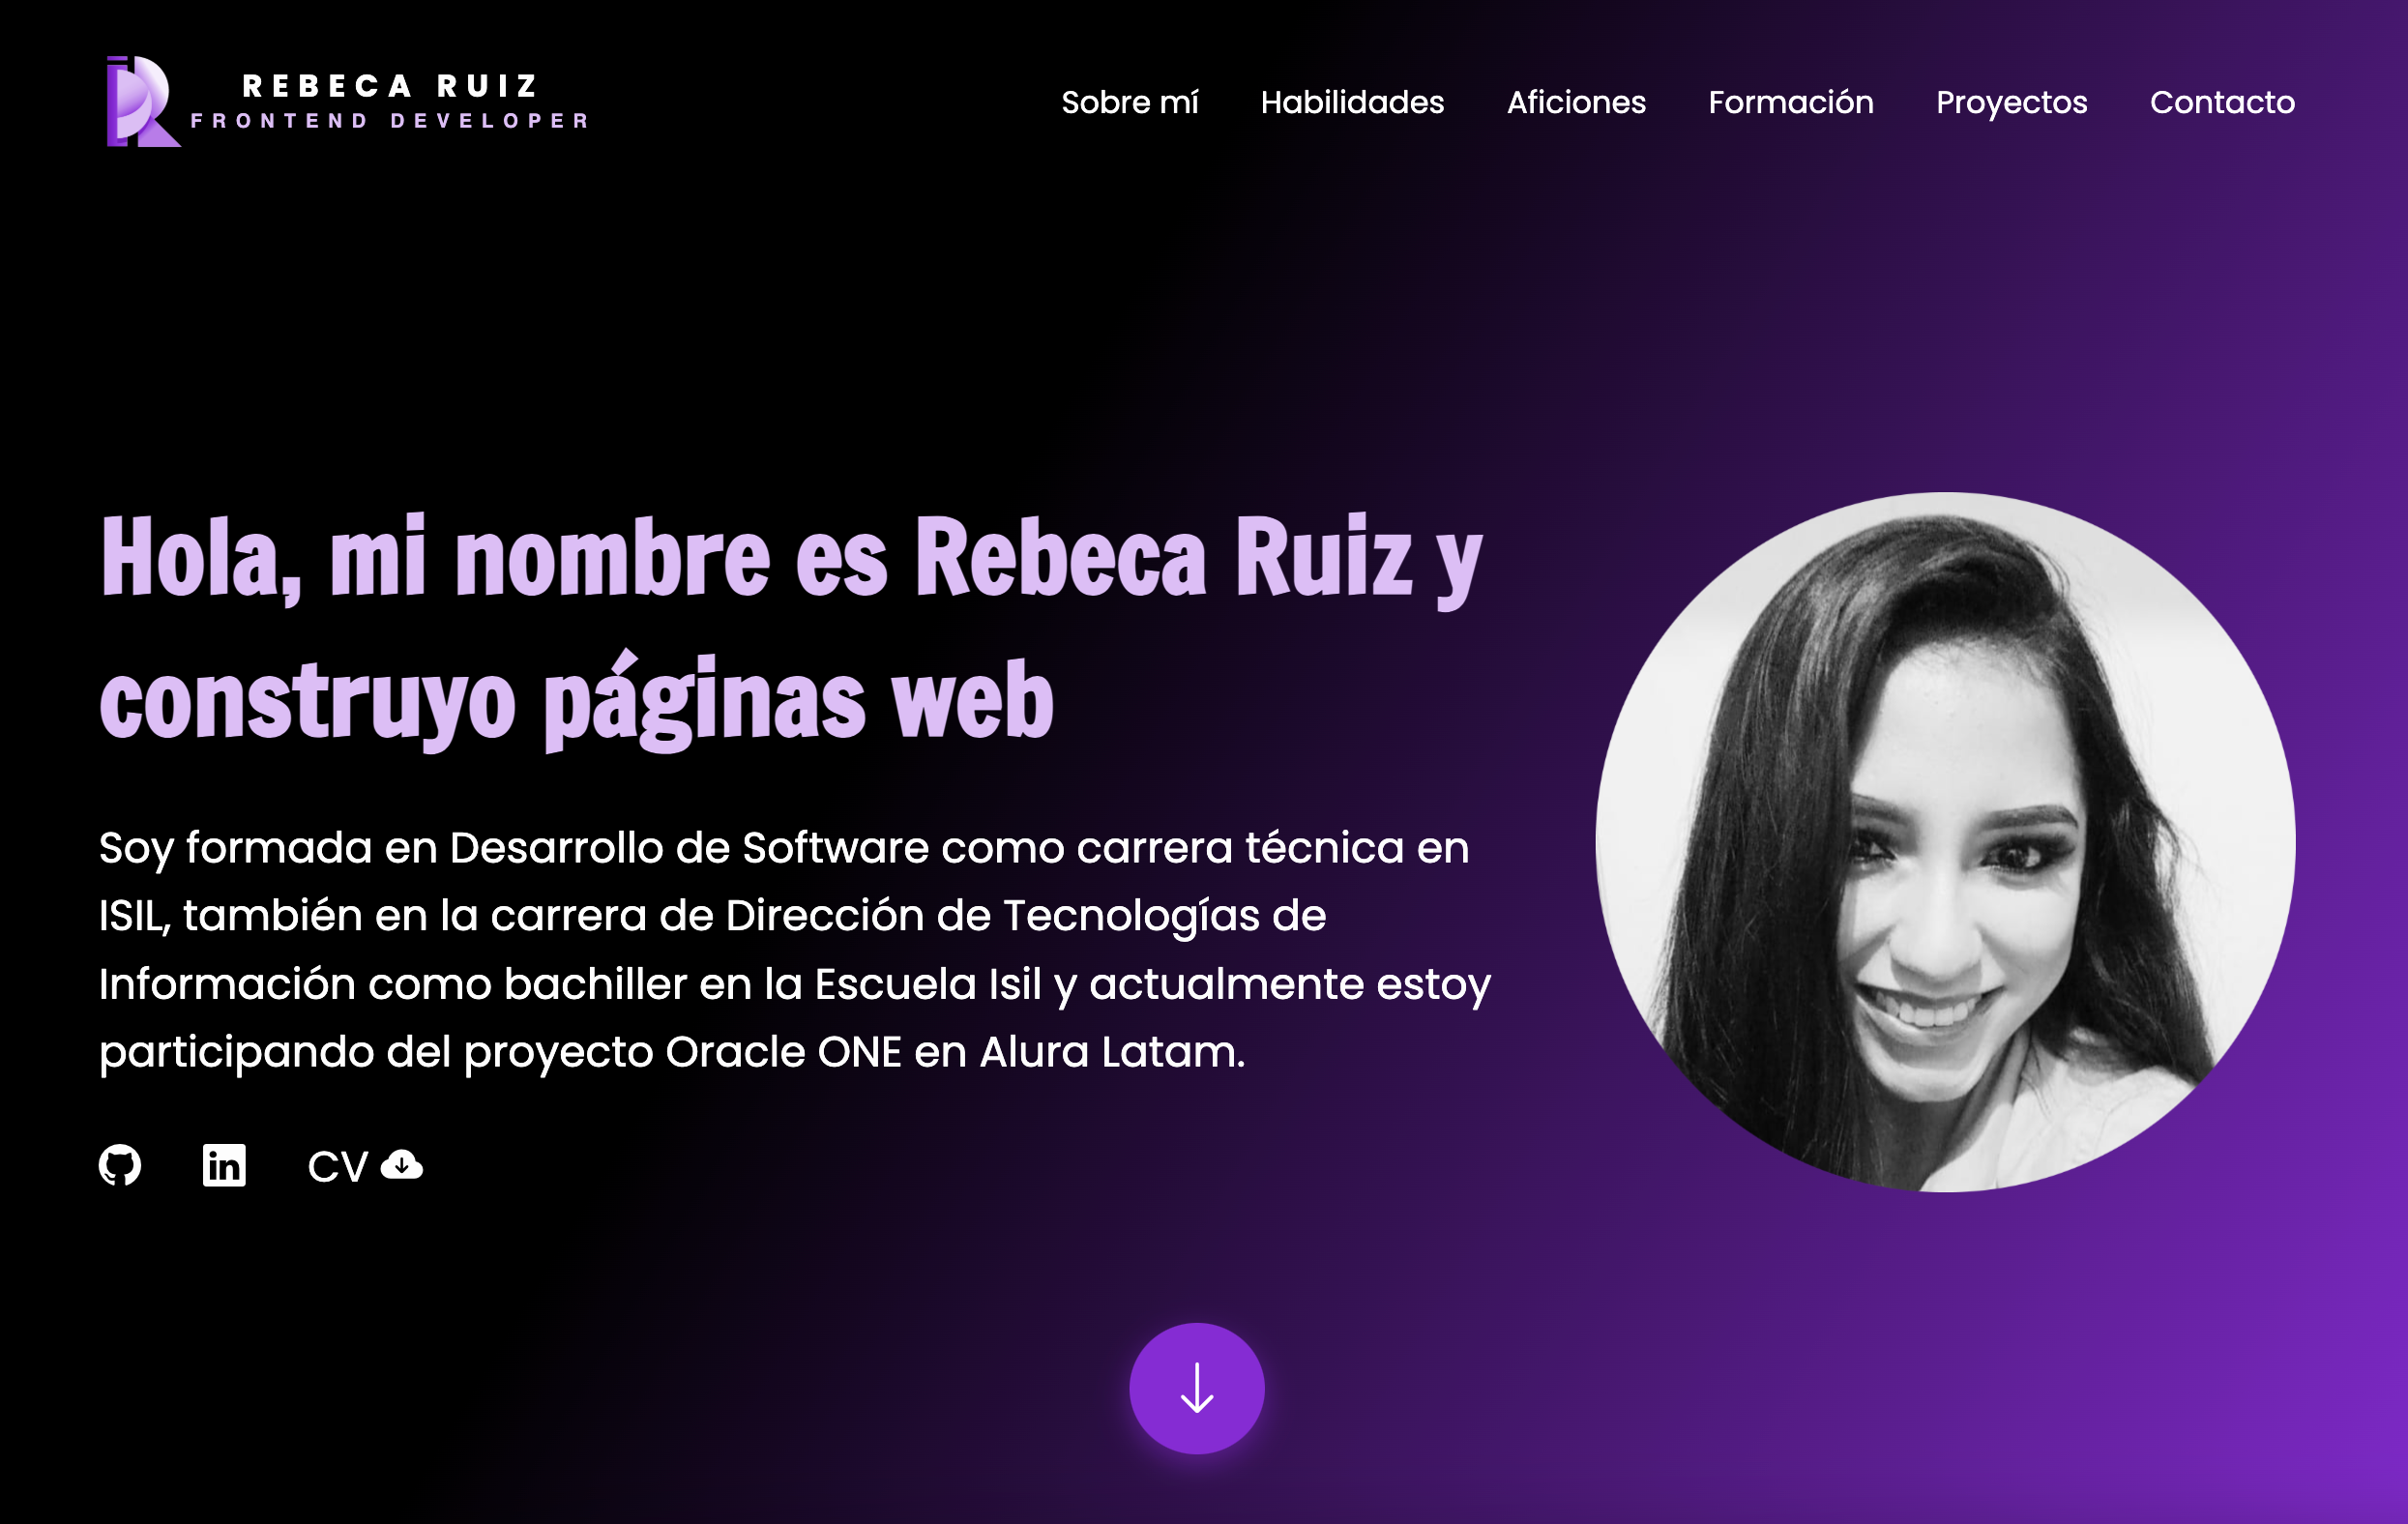 REBECA RUIZ
FRONTEND DEVELOPER
Sobre mí Habilidades Aficiones Formación Proyectos Contacto
Hola, mi nombre es Rebeca Ruiz y
construyo páginas web
Soy formada en Desarrollo de Software como carrera técnica en
ISIL, también en la carrera de Dirección de Tecnologías de
Información como bachiller en la Escuela Isil y actualmente estoy
participando del proyecto Oracle ONE en Alura Latam.
in CV